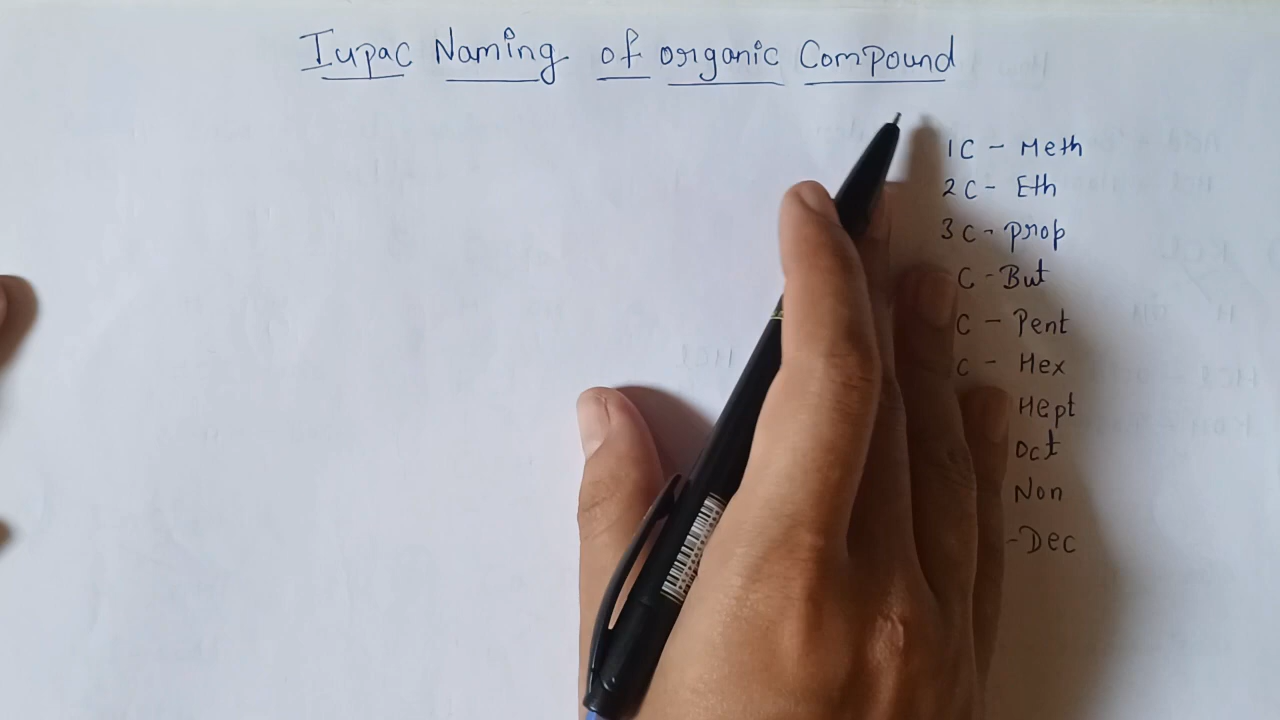 Iupac Naming of organic Compound
1C - Meth
2C - Eth
3C - prop
C - But
C - Pent
C - Hex
Hept
Oct
Non
- Dec